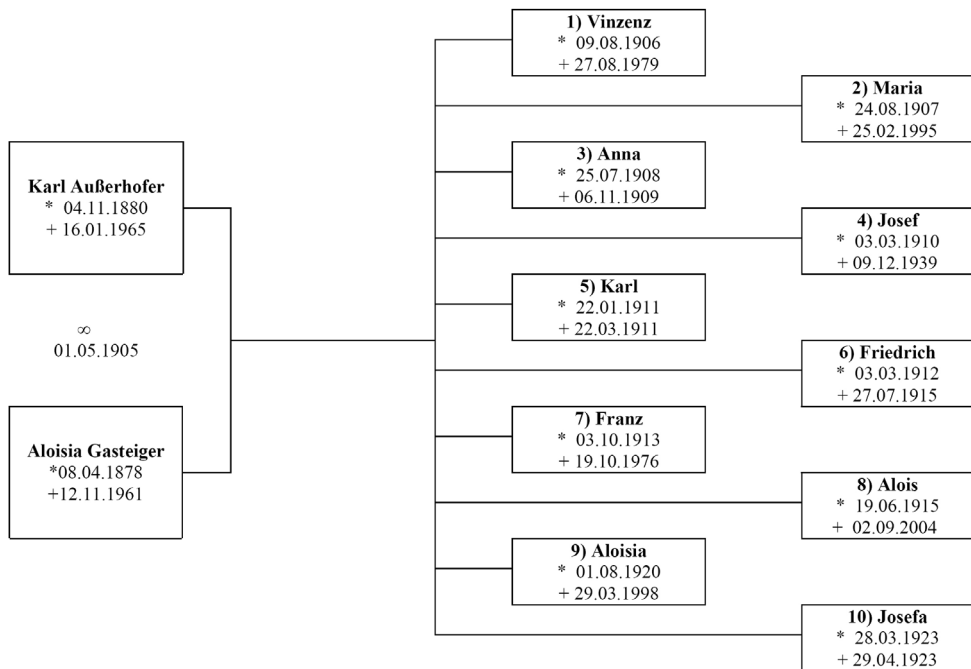 Karl Außerhofer
* 04.11.1880
+ 16.01.1965
∞
01.05.1905
Aloisia Gasteiger
*08.04.1878
+12.11.1961
1) Vinzenz
* 09.08.1906
+ 27.08.1979
2) Maria
* 24.08.1907
+ 25.02.1995
3) Anna
* 25.07.1908
+ 06.11.1909
4) Josef
* 03.03.1910
+ 09.12.1939
5) Karl
* 22.01.1911
+ 22.03.1911
6) Friedrich
* 03.03.1912
+ 27.07.1915
7) Franz
* 03.10.1913
+ 19.10.1976
8) Alois
* 19.06.1915
+ 02.09.2004
9) Aloisia
* 01.08.1920
+ 29.03.1998
10) Josefa
* 28.03.1923
+ 29.04.1923